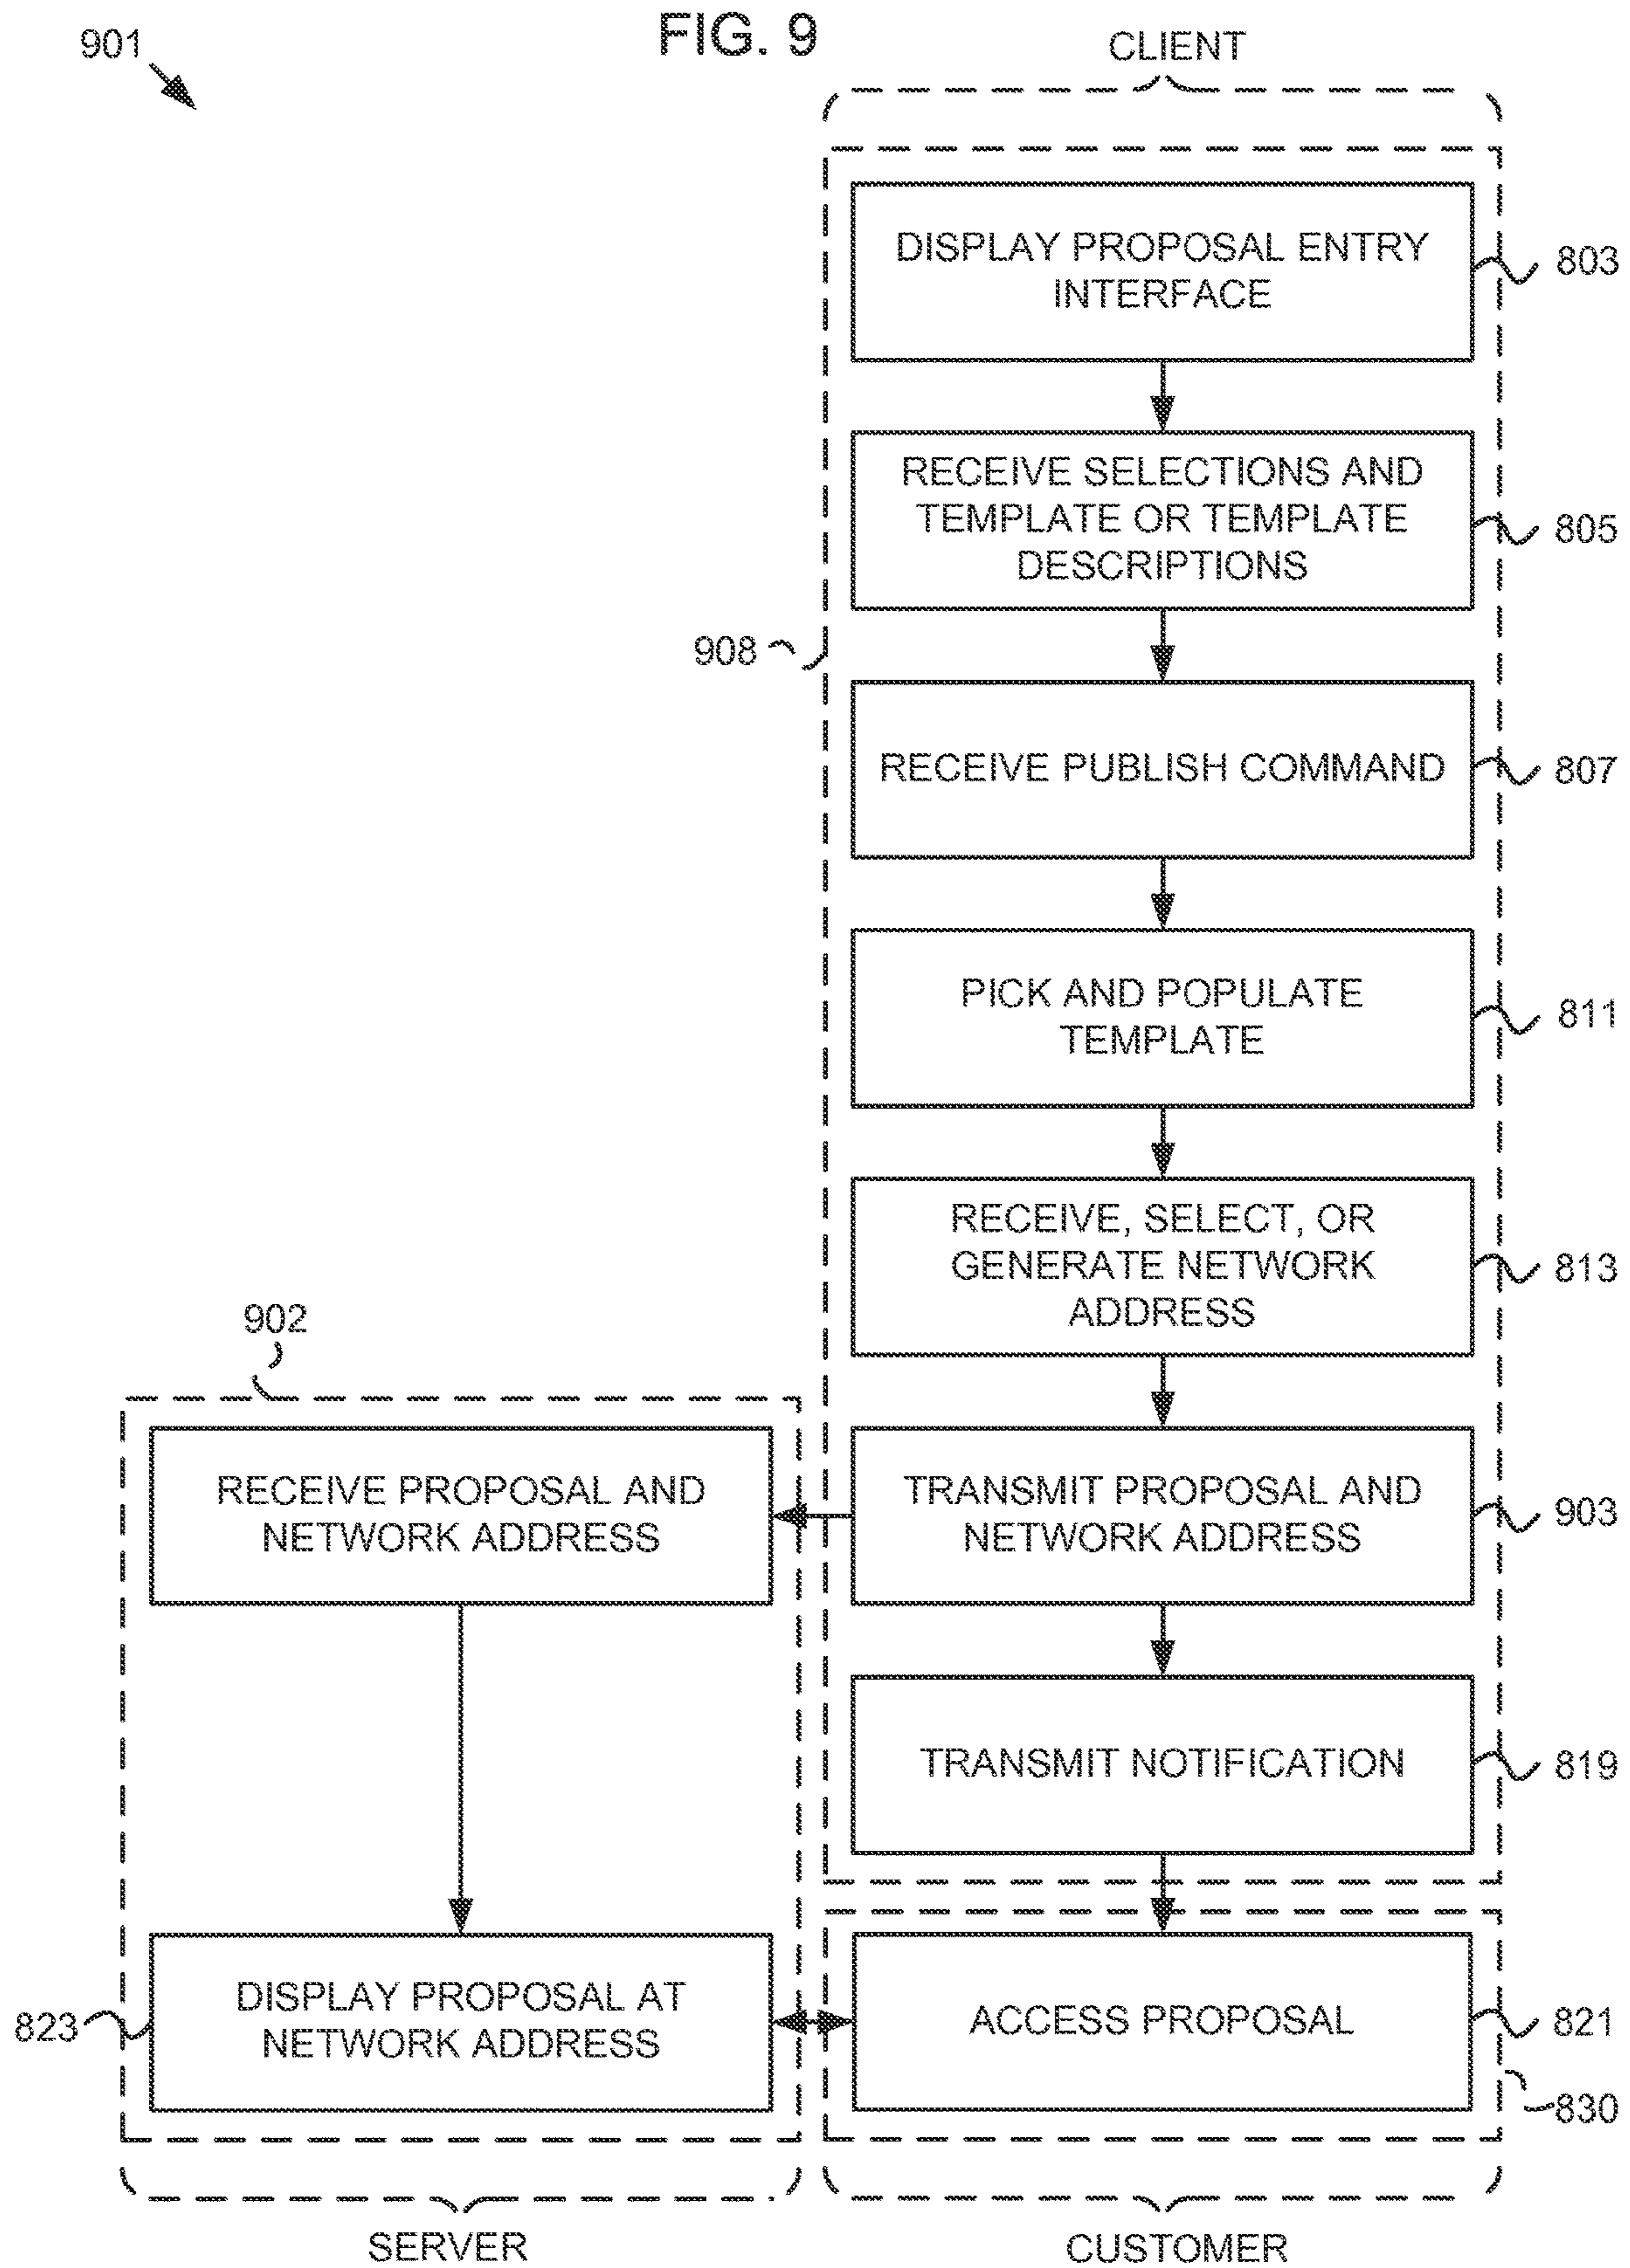 FIG. 9
901
CLIENT
DISPLAY PROPOSAL ENTRY
INTERFACE
803
RECEIVE SELECTIONS AND
TEMPLATE OR TEMPLATE
DESCRIPTIONS
805
908
RECEIVE PUBLISH COMMAND
807
PICK AND POPULATE
TEMPLATE
811
RECEIVE, SELECT, OR
GENERATE NETWORK
ADDRESS
813
902
RECEIVE PROPOSAL AND
NETWORK ADDRESS
TRANSMIT PROPOSAL AND
NETWORK ADDRESS
903
TRANSMIT NOTIFICATION
819
DISPLAY PROPOSAL AT
NETWORK ADDRESS
823
ACCESS PROPOSAL
821
830
SERVER
CUSTOMER